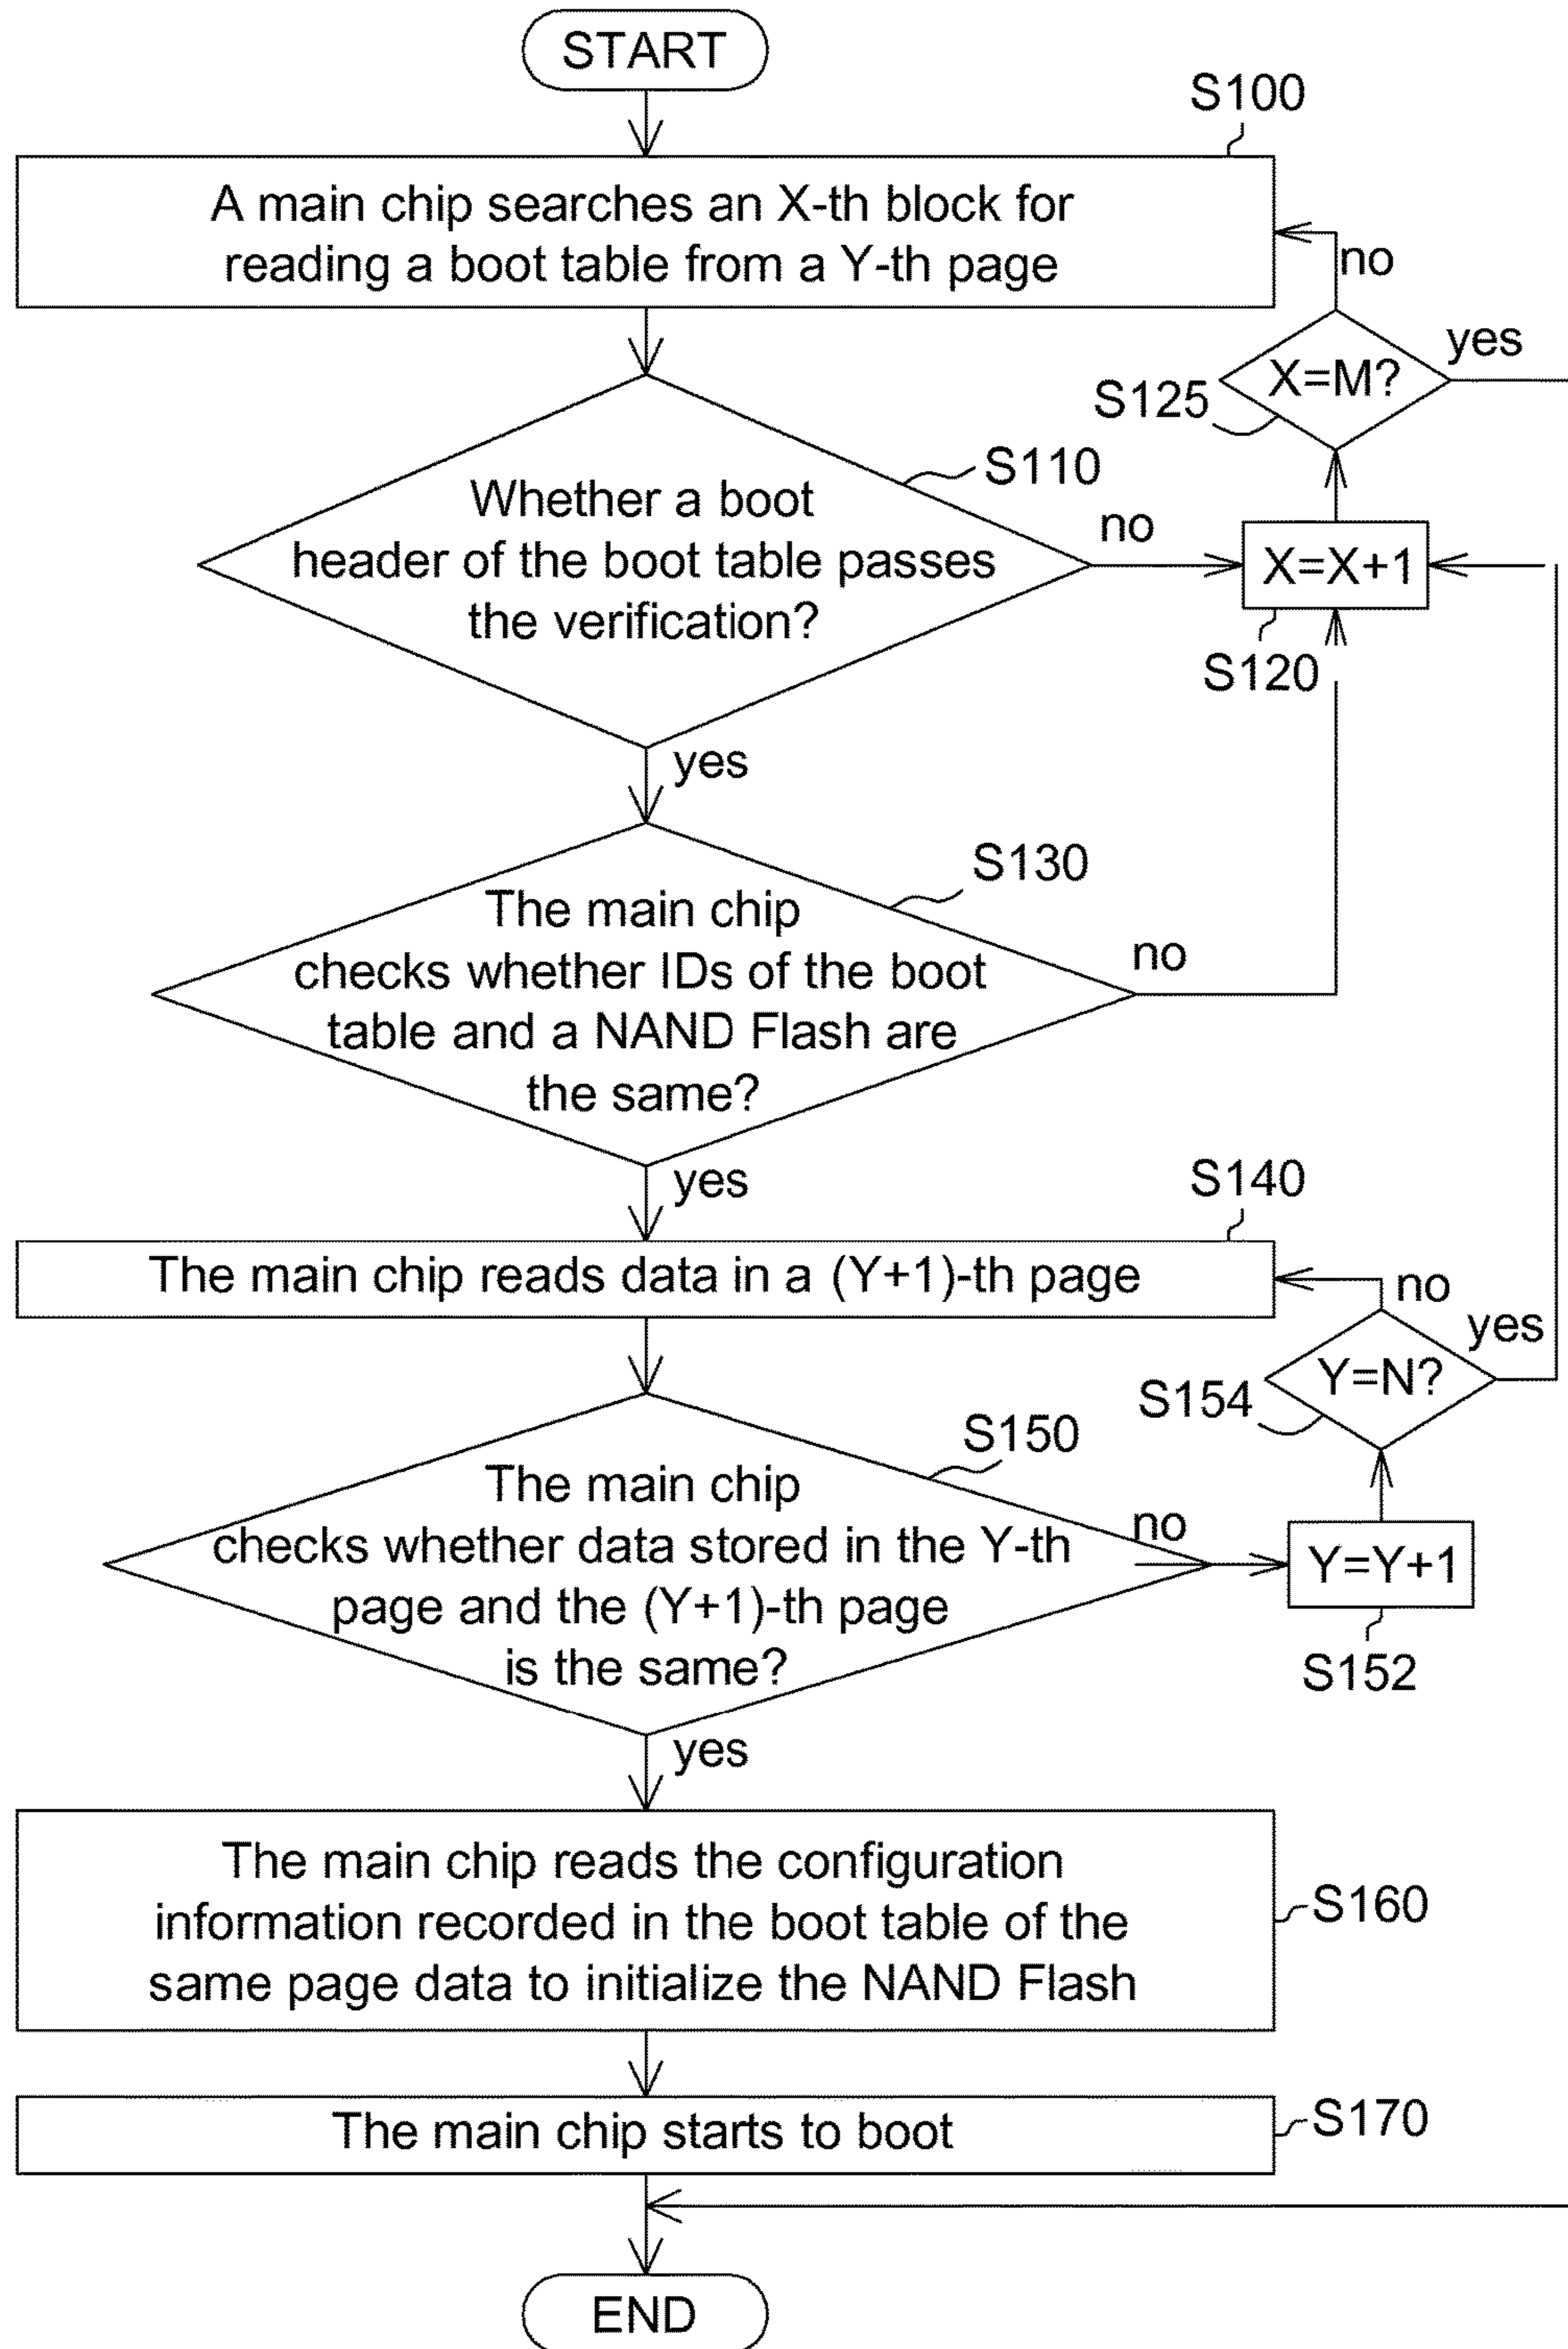 START
S100
A main chip searches an X-th block for
reading a boot table from a Y-th page
no
yes
X=M?
S125
S110
Whether a boot
header of the boot table passes
the verification?
no
X=X+1
S120
yes
S130
The main chip
checks whether IDs of the boot
table and a NAND Flash are
the same?
no
yes
S140
The main chip reads data in a (Y+1)-th page
no
yes
Y=N?
S154
S150
The main chip
checks whether data stored in the Y-th
page and the (Y+1)-th page
is the same?
no
Y=Y+1
S152
yes
The main chip reads the configuration
information recorded in the boot table of the
same page data to initialize the NAND Flash
S160
The main chip starts to boot
S170
END